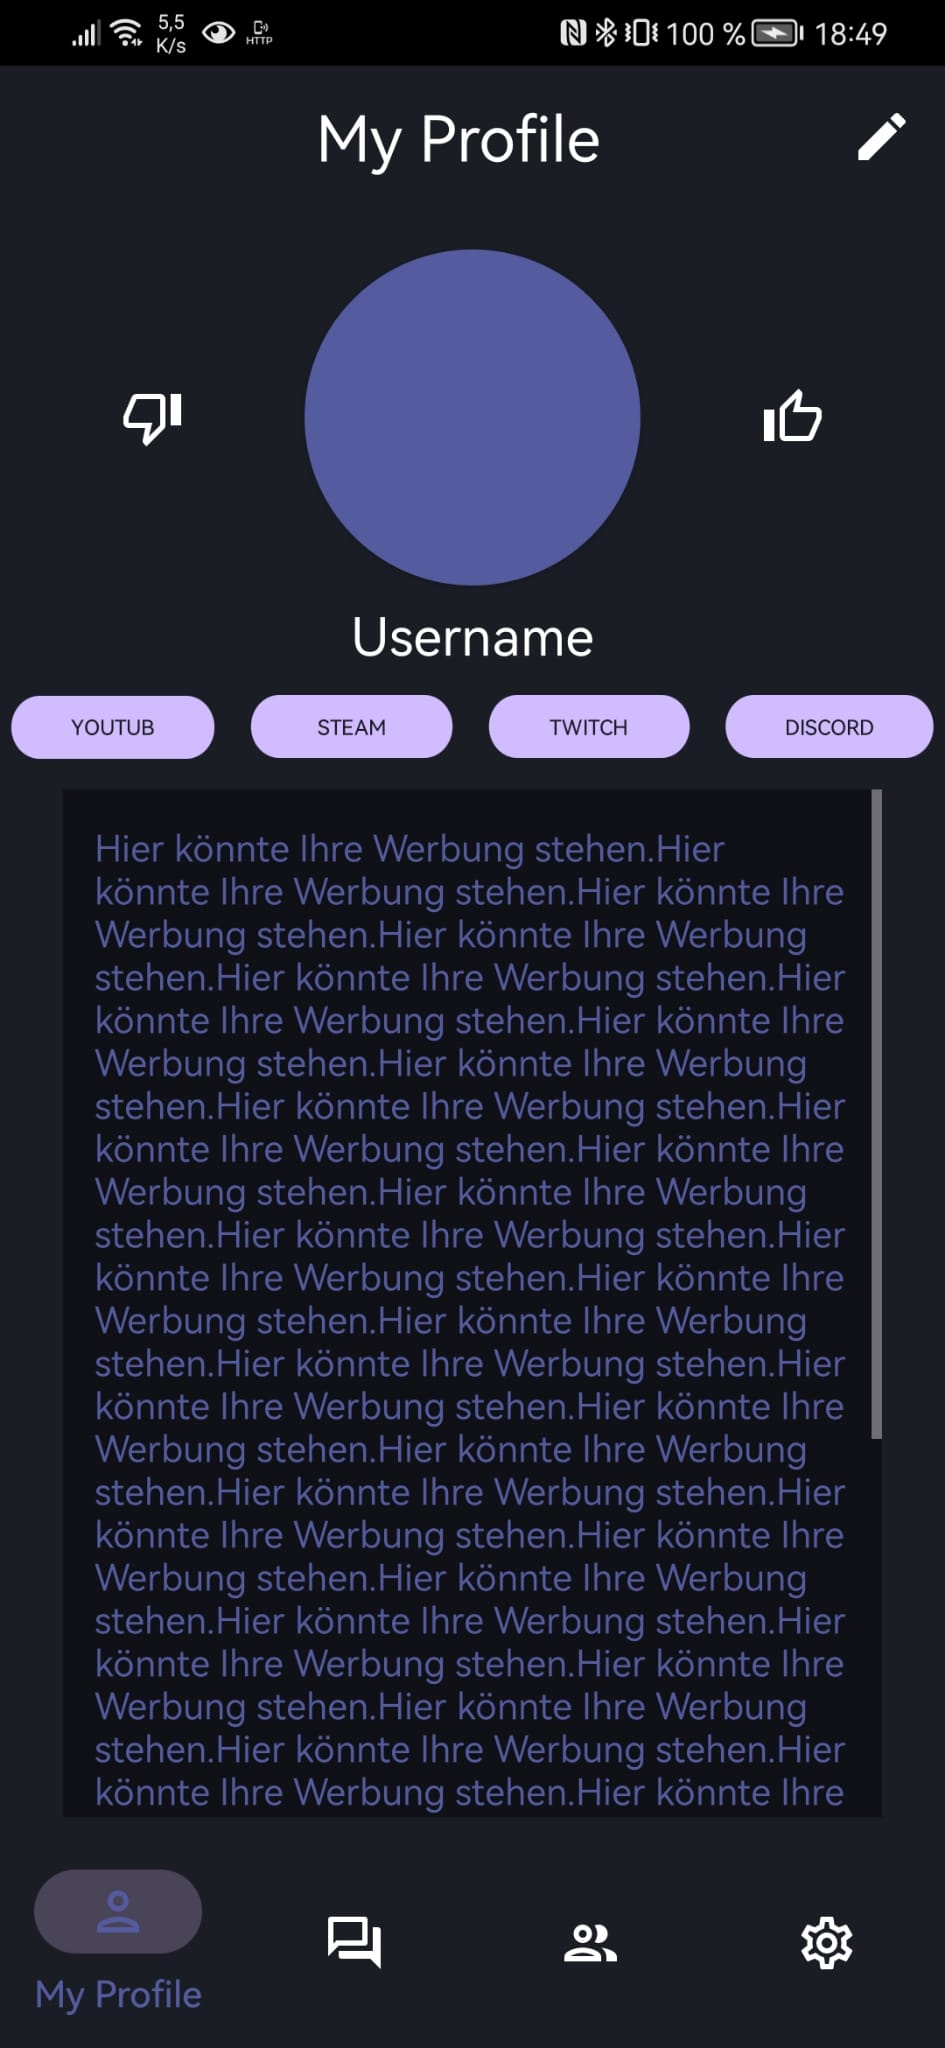 5,5
K/s
HTTP
100 %
18:49
My Profile
Username
YOUTUB
STEAM
TWITCH
DISCORD
Hier könnte Ihre Werbung stehen.Hier
könnte Ihre Werbung stehen.Hier könnte Ihre
Werbung stehen.Hier könnte Ihre Werbung
stehen.Hier könnte Ihre Werbung stehen.Hier
könnte Ihre Werbung stehen.Hier könnte Ihre
Werbung stehen.Hier könnte Ihre Werbung
stehen.Hier könnte Ihre Werbung stehen.Hier
könnte Ihre Werbung stehen.Hier könnte Ihre
Werbung stehen.Hier könnte Ihre Werbung
stehen.Hier könnte Ihre Werbung stehen.Hier
könnte Ihre Werbung stehen.Hier könnte Ihre
Werbung stehen.Hier könnte Ihre Werbung
stehen.Hier könnte Ihre Werbung stehen.Hier
könnte Ihre Werbung stehen.Hier könnte Ihre
Werbung stehen.Hier könnte Ihre Werbung
stehen.Hier könnte Ihre Werbung stehen.Hier
könnte Ihre Werbung stehen.Hier könnte Ihre
Werbung stehen.Hier könnte Ihre Werbung
stehen.Hier könnte Ihre Werbung stehen.Hier
könnte Ihre Werbung stehen.Hier könnte Ihre
Werbung stehen.Hier könnte Ihre Werbung
stehen.Hier könnte Ihre Werbung stehen.Hier
könnte Ihre Werbung stehen.Hier könnte Ihre
My Profile